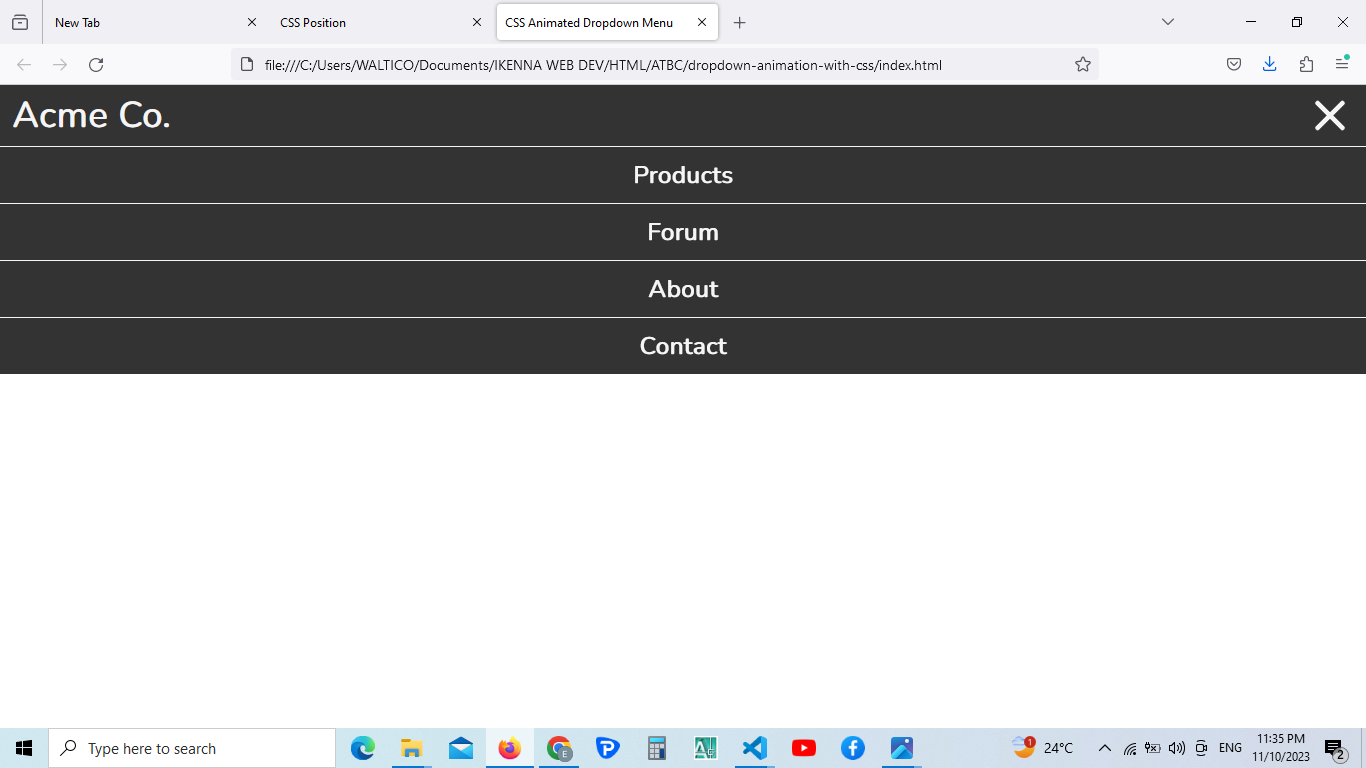 New Tab
CSS Position
CSS Animated Dropdown Menu
file:///C:/Users/WALTICO/Documents/IKENNA WEB DEV/HTML/ATBC/dropdown-animation-with-css/index.html
Acme Co.
Products
Forum
About
Contact
Type here to search
E
1
24°C
ENG
11:35 PM
11/10/2023
2